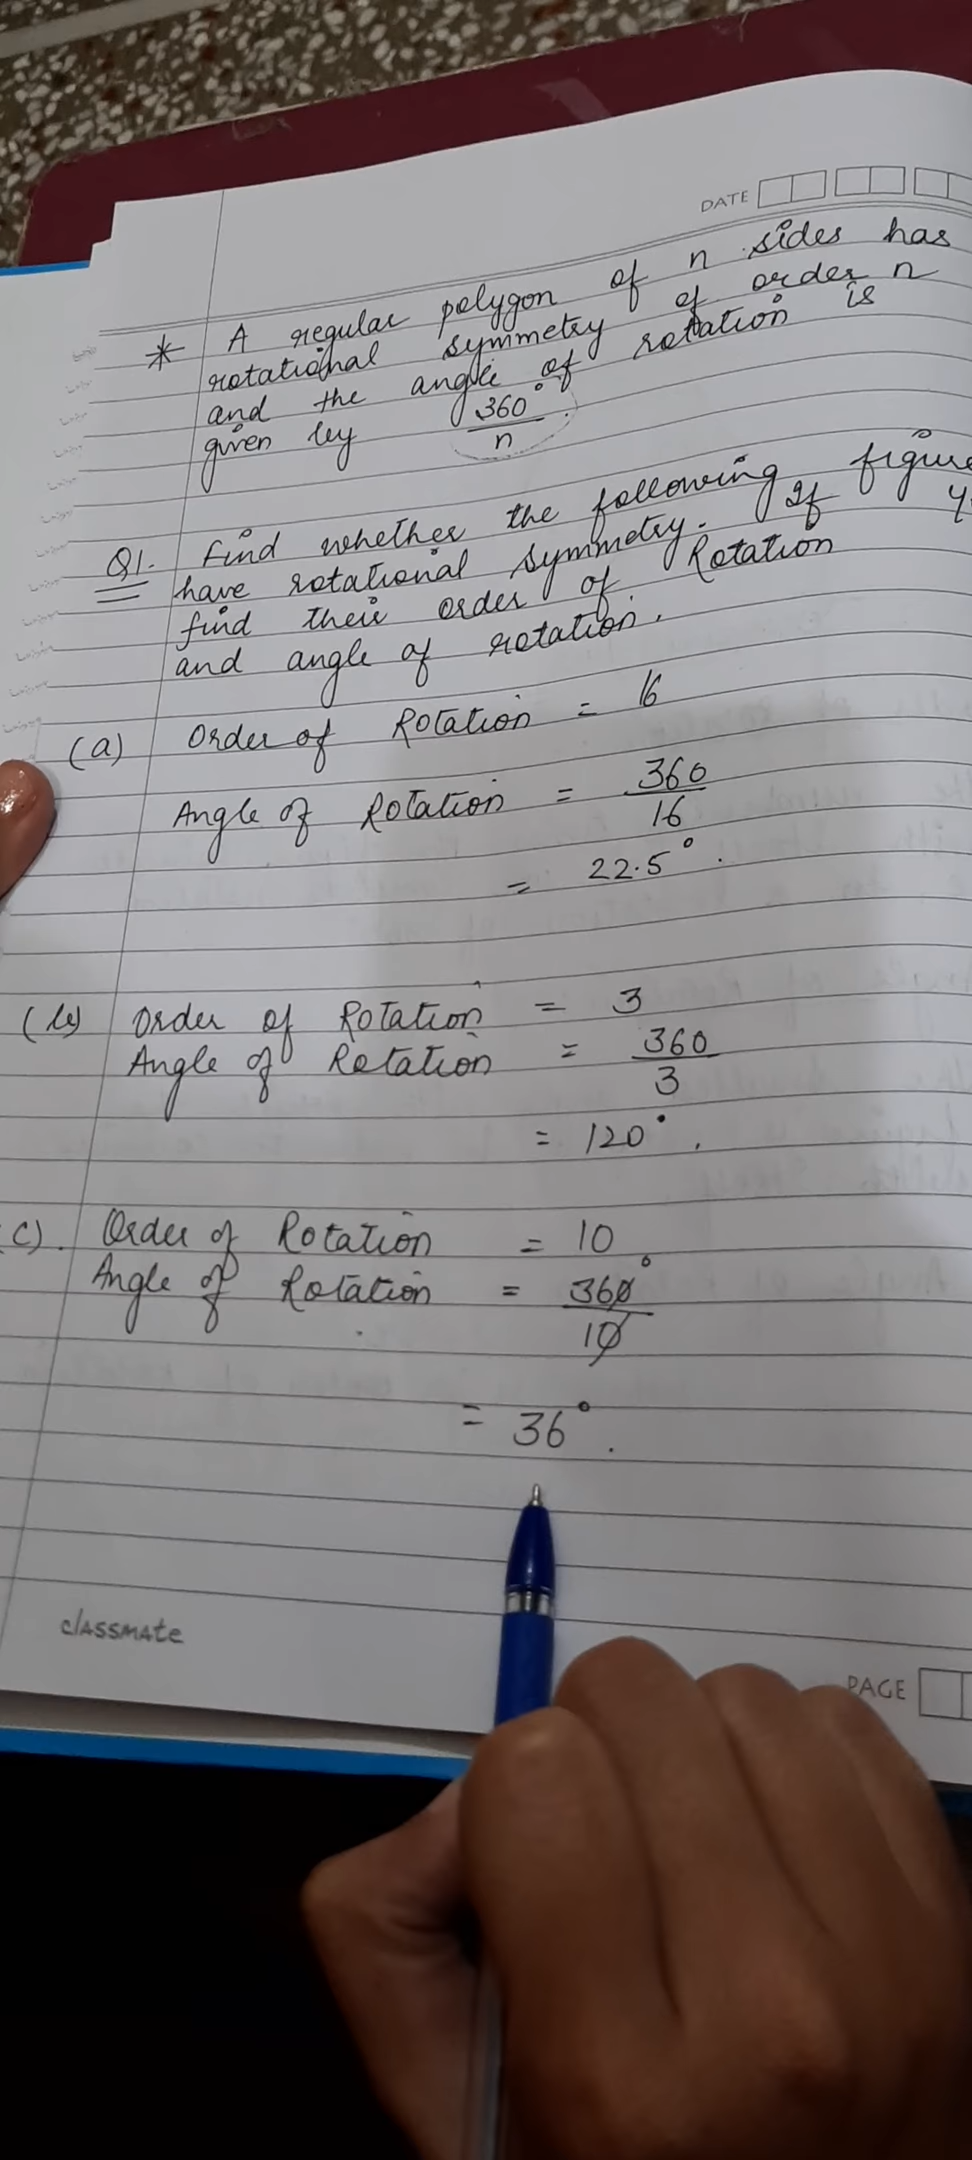 DATE
* A regular polygon of n sides has
rotational symmetry of order n
and the angle of rotation is
given by 360°/n.
Q1. Find whether the following figure
have rotational symmetry. If
find their order of Rotation
and angle of rotation.
(a) Order of Rotation = 16
Angle of Rotation = 360/16
= 22.5°.
(b) Order of Rotation = 3
Angle of Rotation = 360/3
= 120°.
C). Order of Rotation = 10
Angle of Rotation = 360°/10
= 36°.
classmate
PAGE